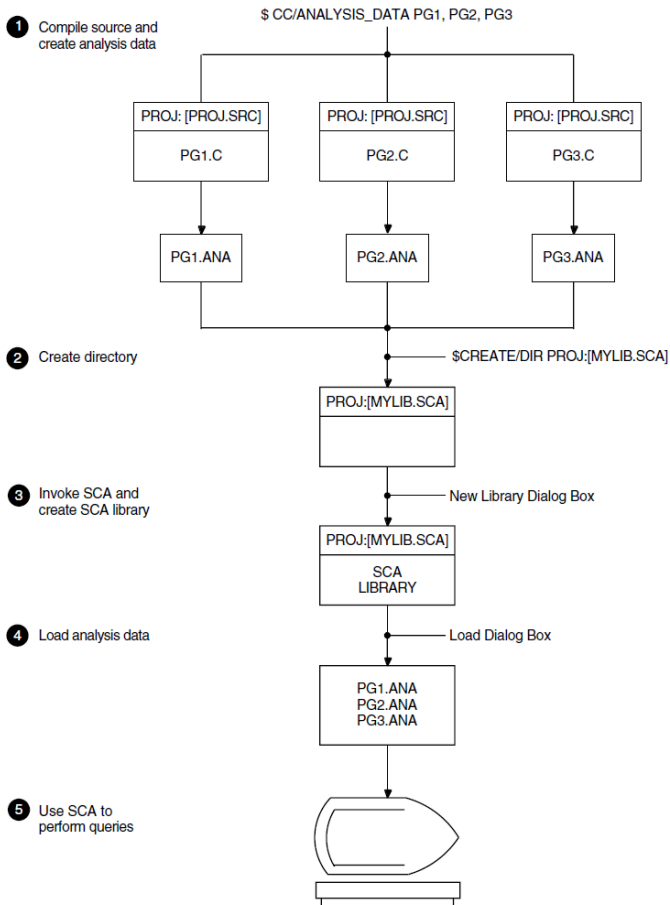 $ CC/ANALYSIS_DATA PG1, PG2, PG3
1 Compile source and
create analysis data
PROJ: [PROJ.SRC]
PG1.C
PROJ: [PROJ.SRC]
PG2.C
PROJ: [PROJ.SRC]
PG3.C
PG1.ANA
PG2.ANA
PG3.ANA
2 Create directory
$CREATE/DIR PROJ:[MYLIB.SCA]
PROJ:[MYLIB.SCA]
3 Invoke SCA and
create SCA library
New Library Dialog Box
PROJ:[MYLIB.SCA]
SCA
LIBRARY
4 Load analysis data
Load Dialog Box
PG1.ANA
PG2.ANA
PG3.ANA
5 Use SCA to
perform queries